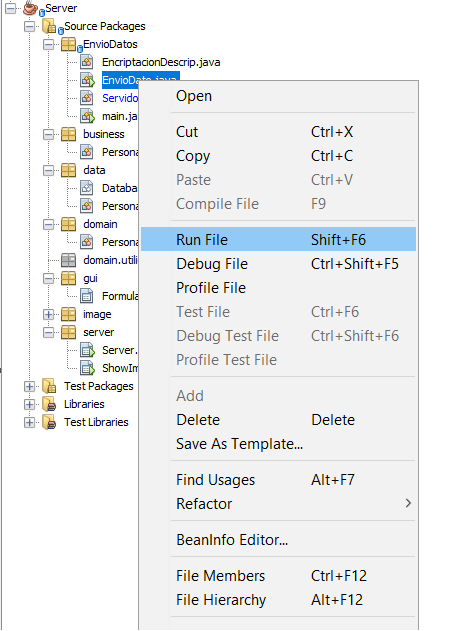 Server
Source Packages
EnvioDatos
EncriptacionDescrip.java
EnvioDato.java
Servido
main.ja
business
Persona
data
Databa
Persona
domain
Persona
domain.utilie
gui
Formula
image
server
Server.
ShowIm
Test Packages
Libraries
Test Libraries
Open
Cut Ctrl+X
Copy Ctrl+C
Paste Ctrl+V
Compile File F9
Run File Shift+F6
Debug File Ctrl+Shift+F5
Profile File
Test File Ctrl+F6
Debug Test File Ctrl+Shift+F6
Profile Test File
Add
Delete Delete
Save As Template...
Find Usages Alt+F7
Refactor
BeanInfo Editor...
File Members Ctrl+F12
File Hierarchy Alt+F12